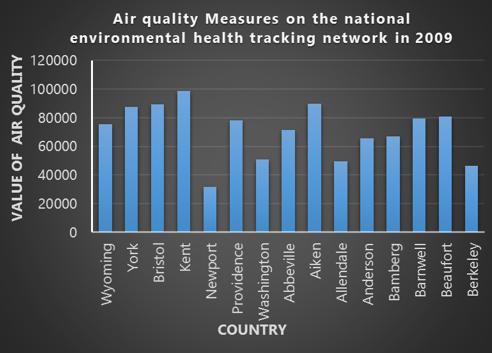 Air quality Measures on the national
environmental health tracking network in 2009
VALUE OF  AIR QUALITY
120000
100000
80000
60000
40000
20000
0
Wyoming
York
Bristol
Kent
Newport
Providence
Washington
Abbeville
Aiken
Allendale
Anderson
Bamberg
Barnwell
Beaufort
Berkeley
COUNTRY